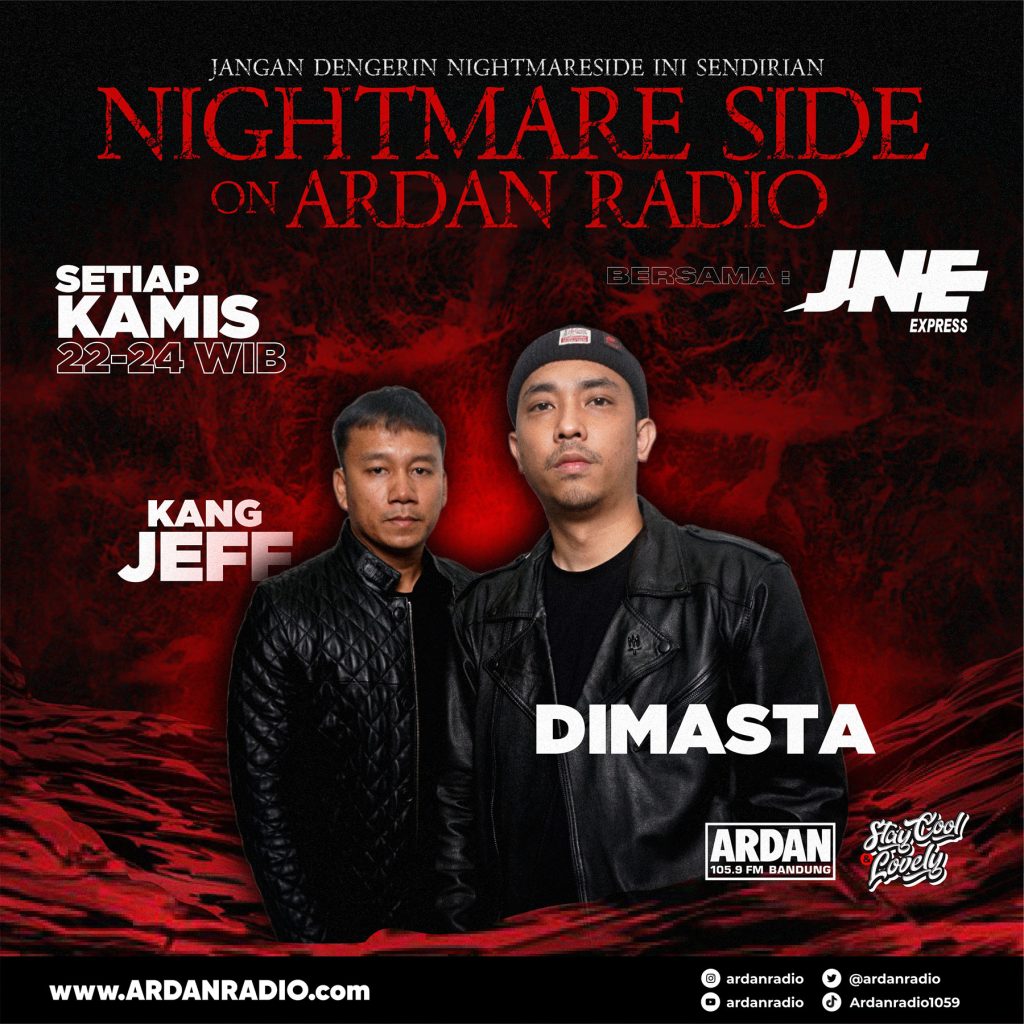 JANGAN DENGERIN NIGHTMARESIDE INI SENDIRIAN
NIGHTMARE SIDE
ON ARDAN RADIO
SETIAP
KAMIS
22-24 WIB
BERSAMA :
JNE
EXPRESS
KANG
JEFF
DIMASTA
ARDAN
105.9 FM BANDUNG
Stay Cool
& Lovely
www.ARDANRADIO.com
ardanradio
@ardanradio
ardanradio
Ardanradio1059